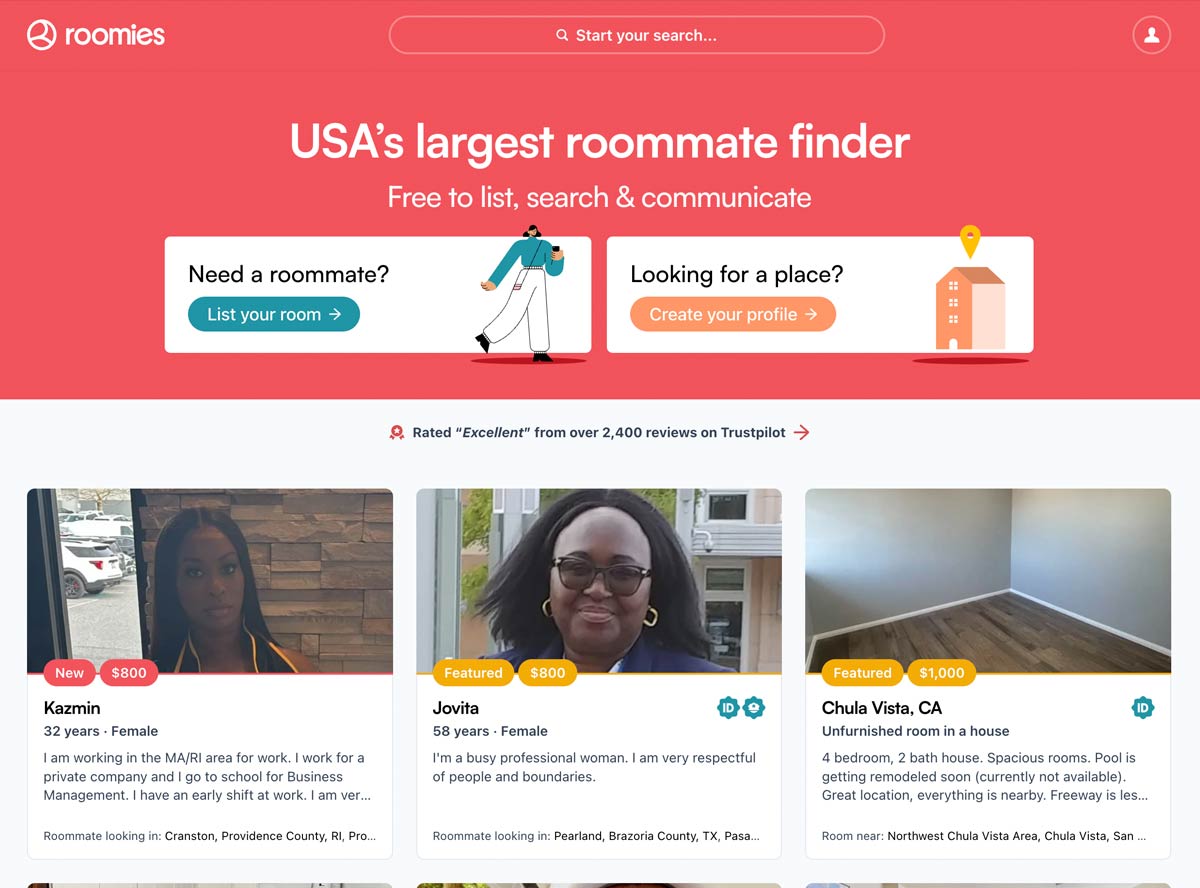 roomies
Start your search...
USA’s largest roommate finder
Free to list, search & communicate
Need a roommate?
List your room →
Looking for a place?
Create your profile →
Rated “Excellent” from over 2,400 reviews on Trustpilot →
New $800
Kazmin
32 years · Female
I am working in the MA/RI area for work. I work for a
private company and I go to school for Business
Management. I have an early shift at work. I am ver...
Roommate looking in: Cranston, Providence County, RI, Pro...
Featured $800
Jovita
ID
58 years · Female
I'm a busy professional woman. I am very respectful
of people and boundaries.
Roommate looking in: Pearland, Brazoria County, TX, Pasa...
Featured $1,000
Chula Vista, CA
ID
Unfurnished room in a house
4 bedroom, 2 bath house. Spacious rooms. Pool is
getting remodeled soon (currently not available).
Great location, everything is nearby. Freeway is les...
Room near: Northwest Chula Vista Area, Chula Vista, San ...